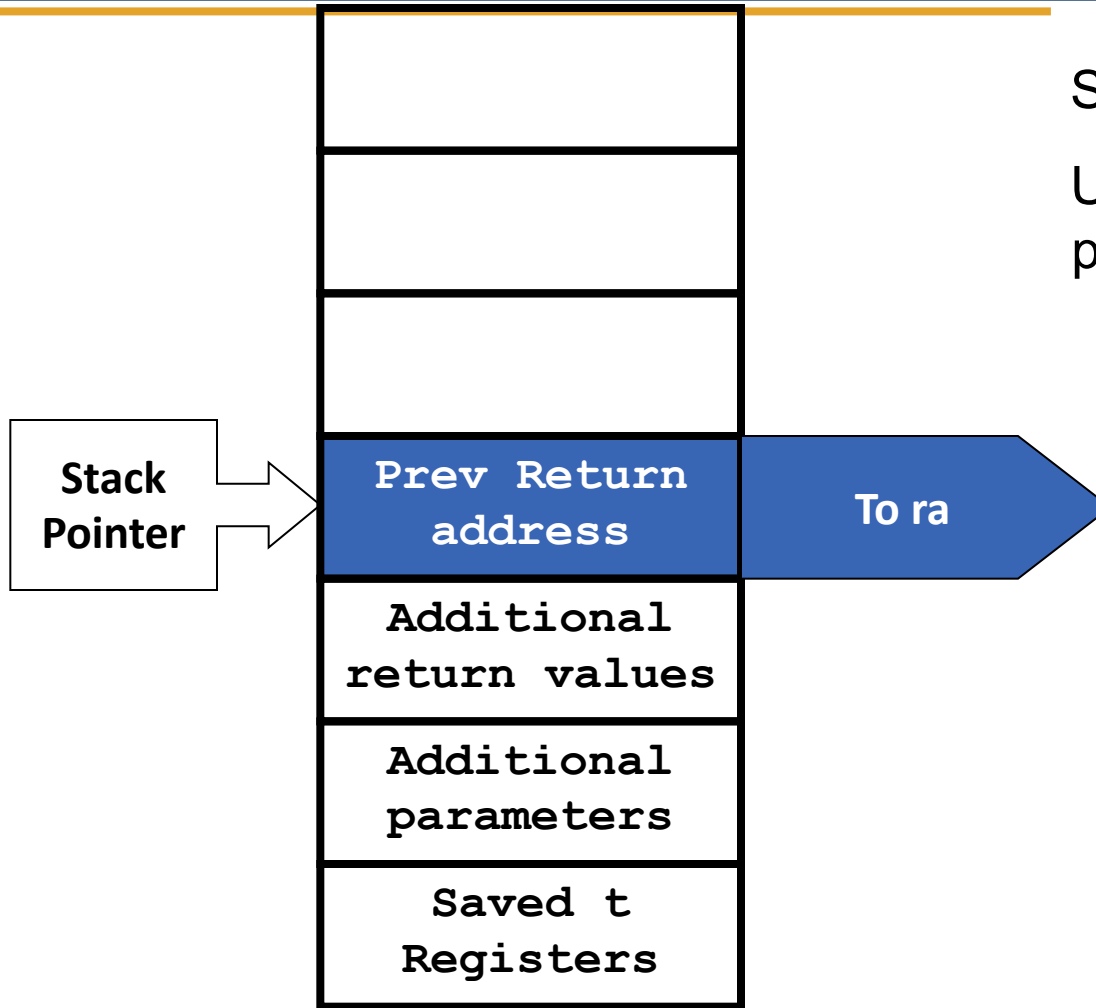 S
U
p
Stack
Pointer
Prev Return
address
To ra
Additional
return values
Additional
parameters
Saved t
Registers